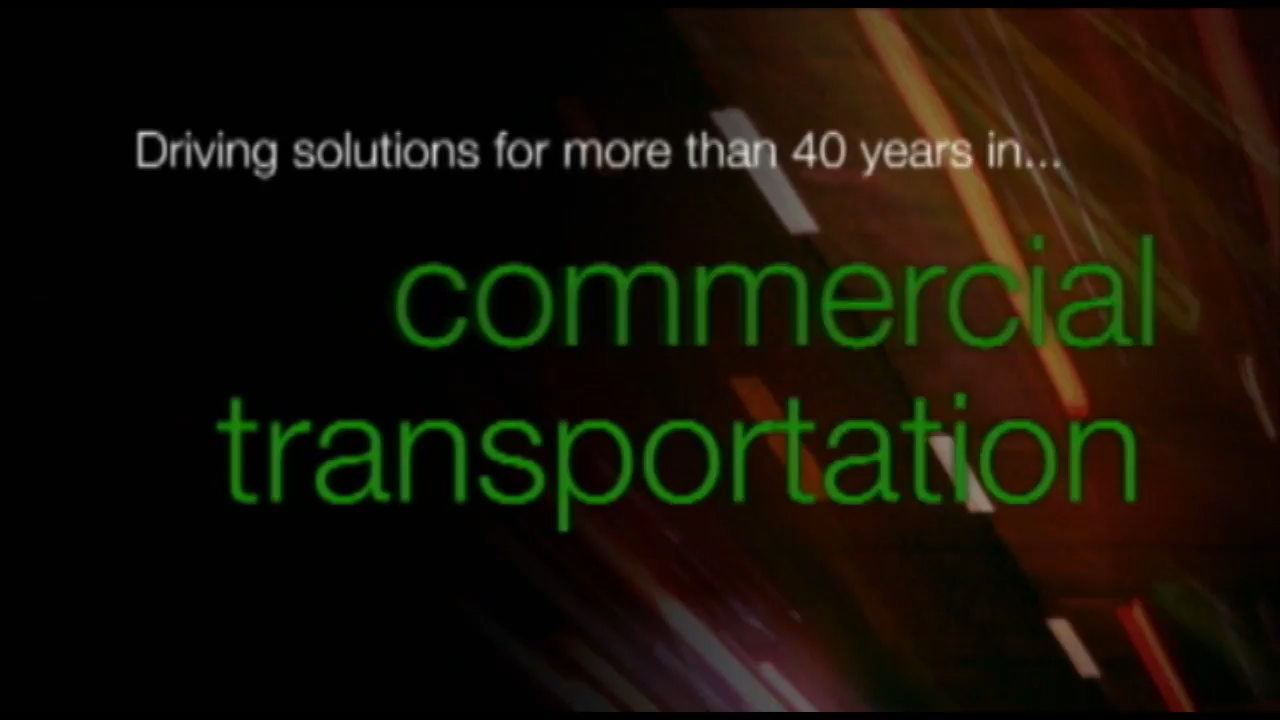 Driving solutions for more than 40 years in...
commercial
transportation